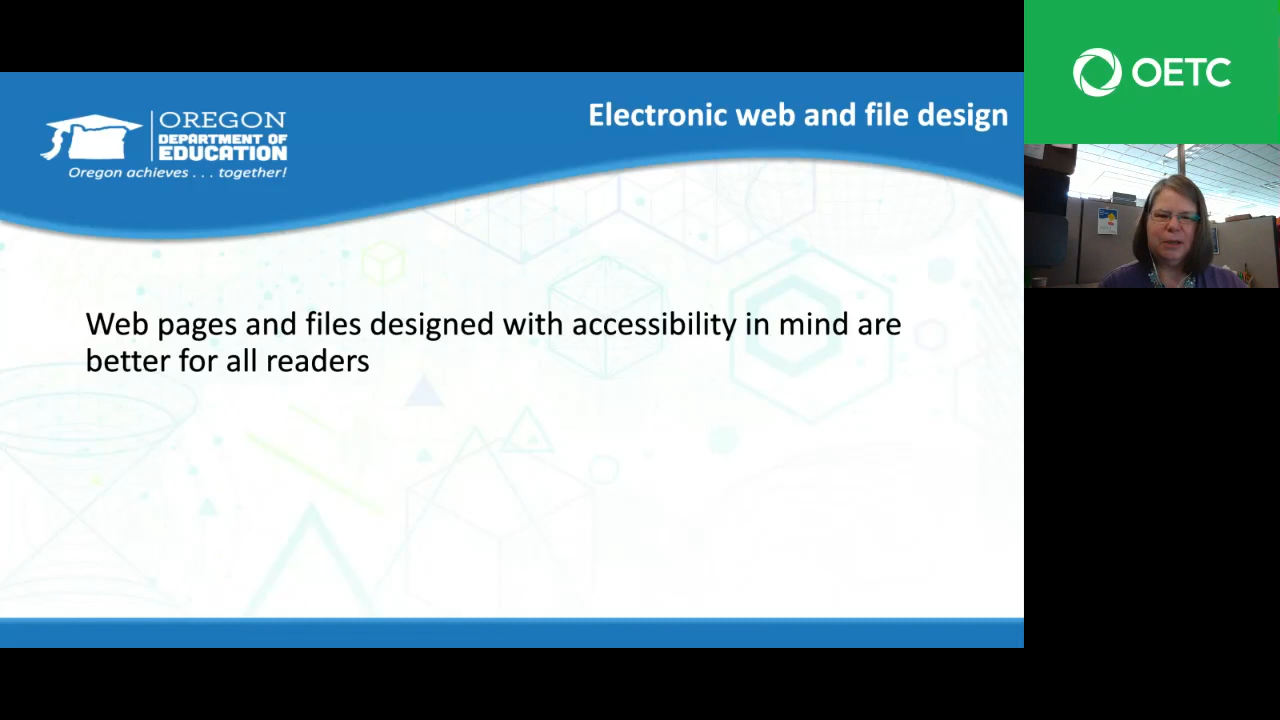 OREGON
DEPARTMENT OF
EDUCATION
Oregon achieves . . . together!
Electronic web and file design
OETC
Web pages and files designed with accessibility in mind are
better for all readers